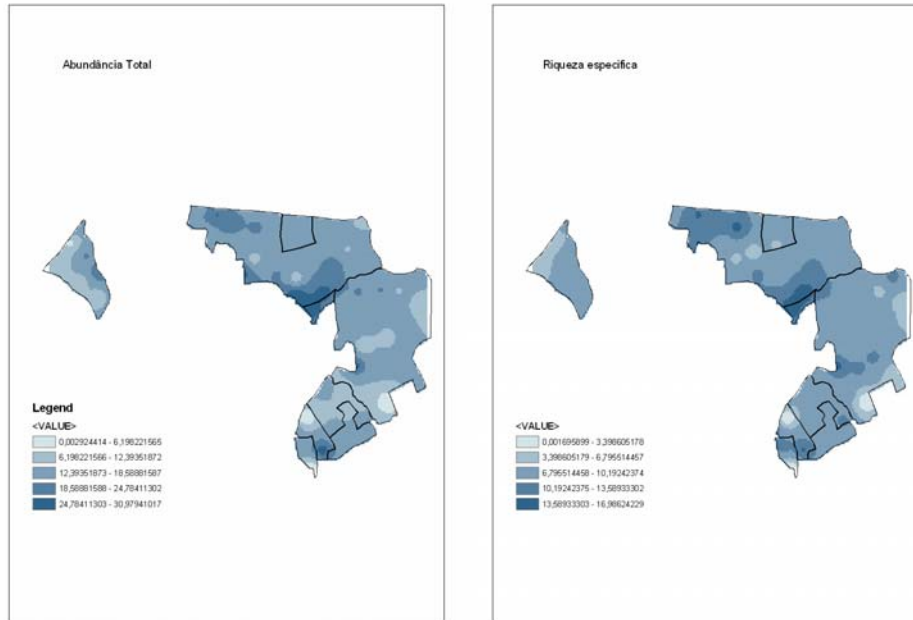 Abundância Total
Legend
<VALUE>
0,002924414 - 6,198221565
6,198221566 - 12,39351872
12,39351873 - 18,58881587
18,58881588 - 24,78411302
24,78411303 - 30,97941017
Riqueza especifica
<VALUE>
0,001695899 - 3,398605178
3,398605179 - 6,795514457
6,795514458 - 10,19242374
10,19242375 - 13,58933302
13,58933303 - 16,98624229